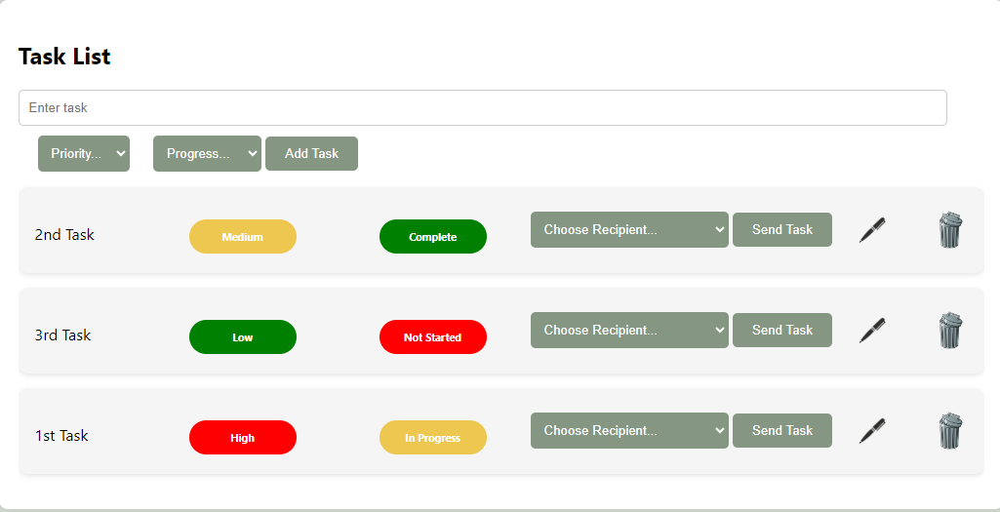 Task List
Enter task
Priority... Progress... Add Task
2nd Task Medium Complete Choose Recipient... Send Task
3rd Task Low Not Started Choose Recipient... Send Task
1st Task High In Progress Choose Recipient... Send Task